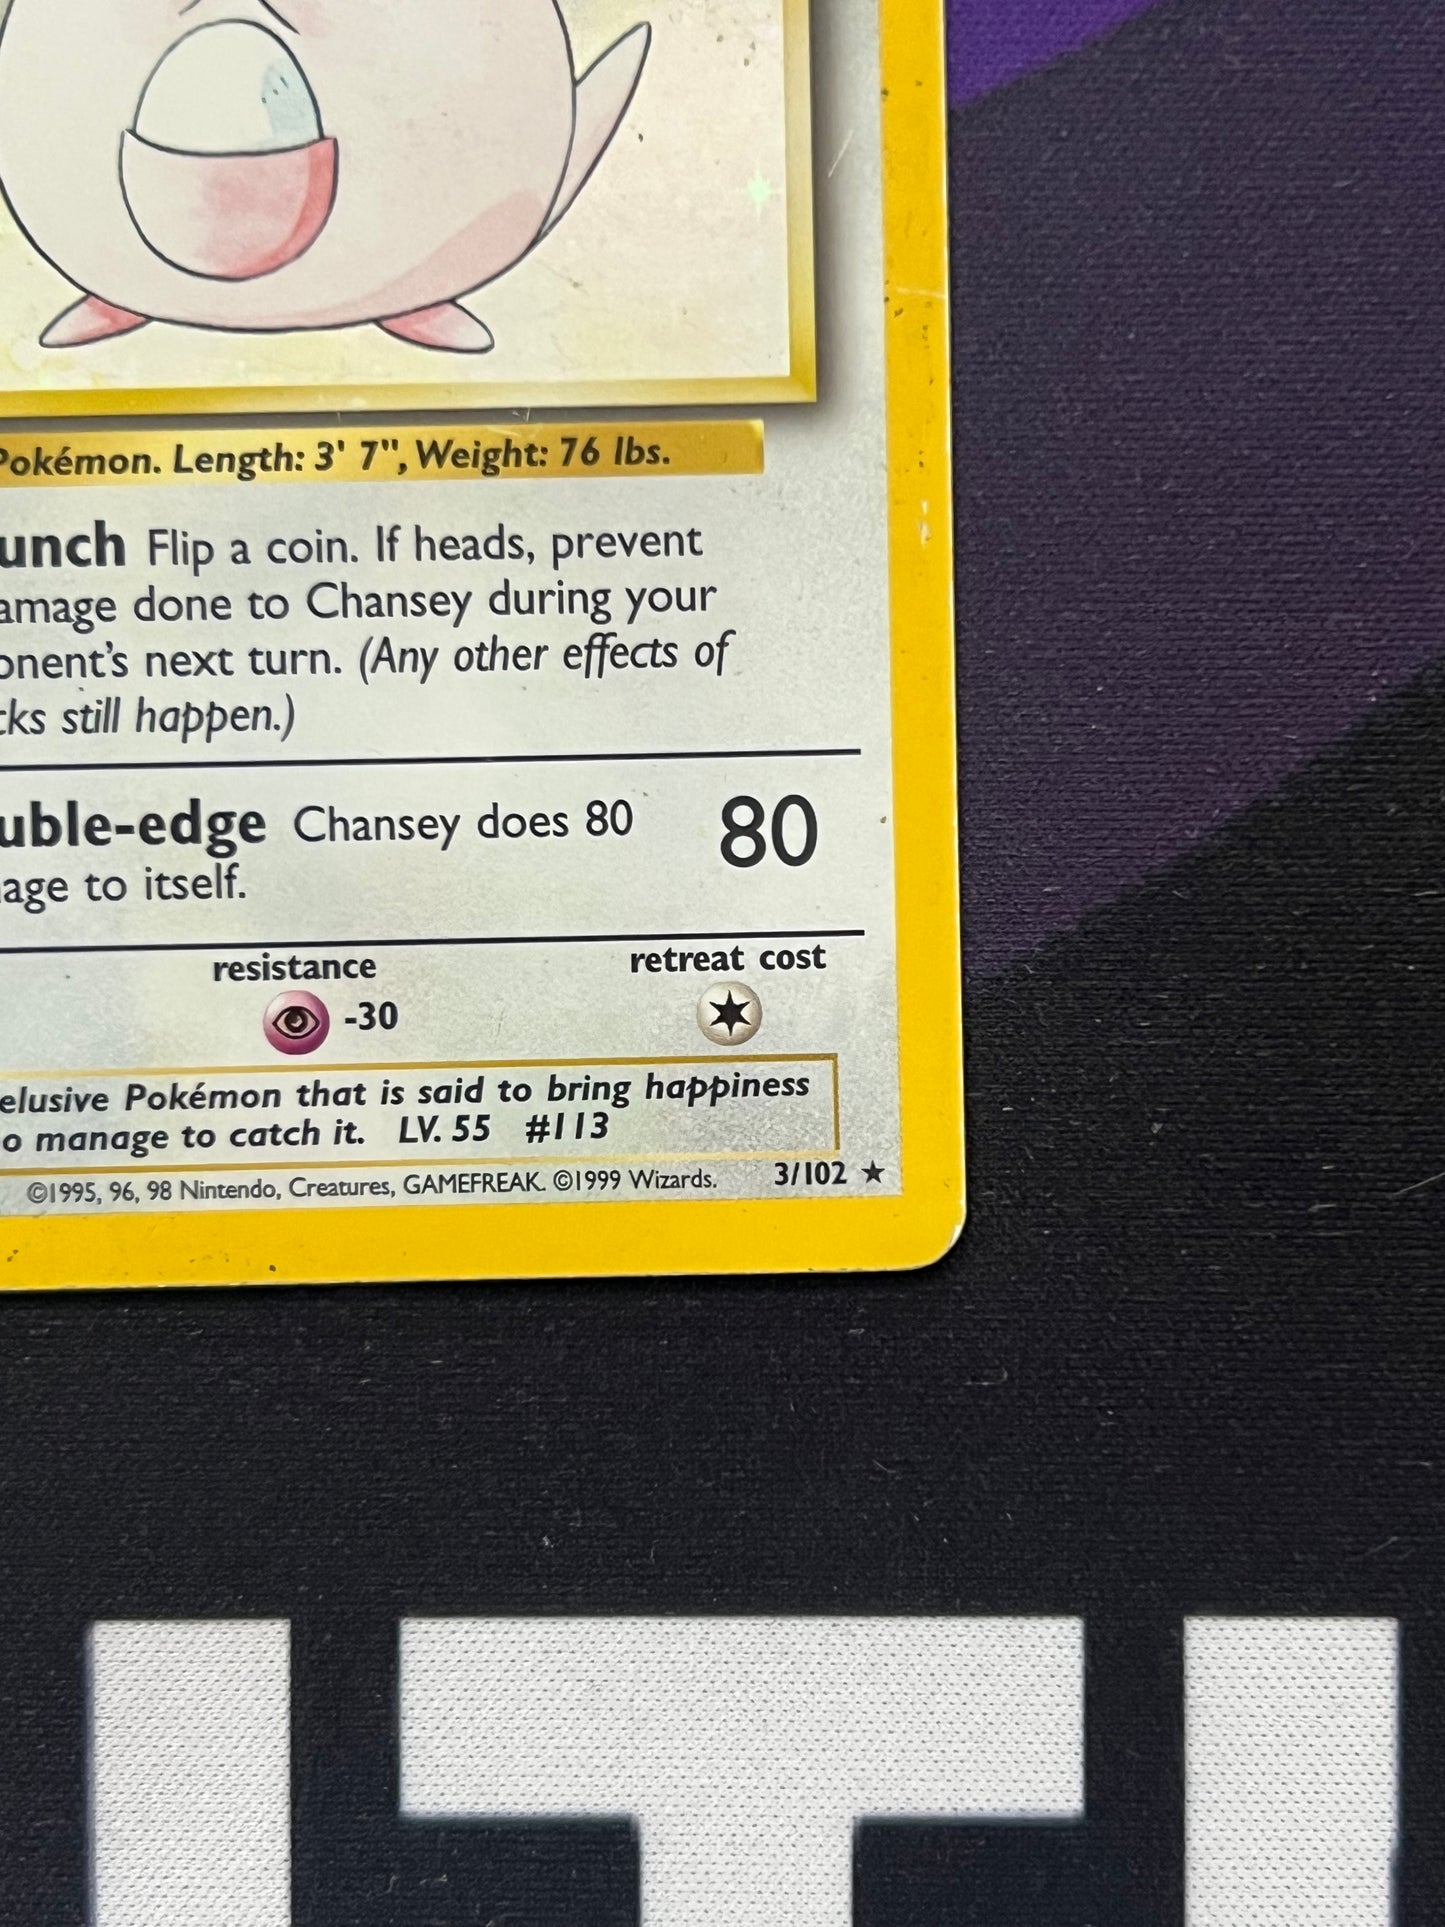 Pokémon. Length: 3' 7", Weight: 76 lbs.
unch Flip a coin. If heads, prevent
amage done to Chansey during your
onent's next turn. (Any other effects of
cks still happen.)
uble-edge Chansey does 80 80
age to itself.
resistance retreat cost
-30
elusive Pokémon that is said to bring happiness
o manage to catch it. LV. 55 #113
©1995, 96, 98 Nintendo, Creatures, GAMEFREAK. ©1999 Wizards. 3/102 ★